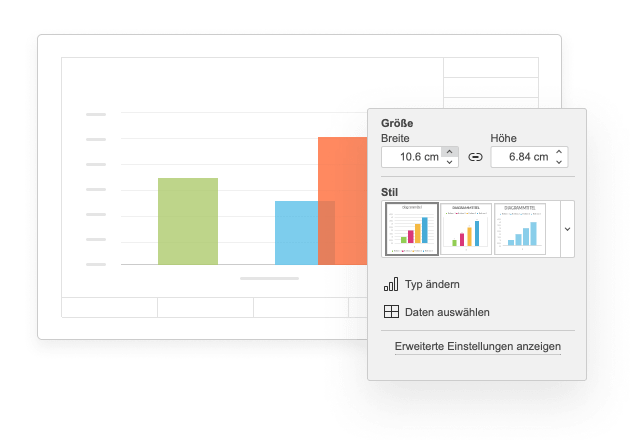 Größe
Breite
Höhe
10.6 cm
6.84 cm
Stil
DIAGRAMMTITEL
DIAGRAMMTITEL
Typ ändern
Daten auswählen
Erweiterte Einstellungen anzeigen